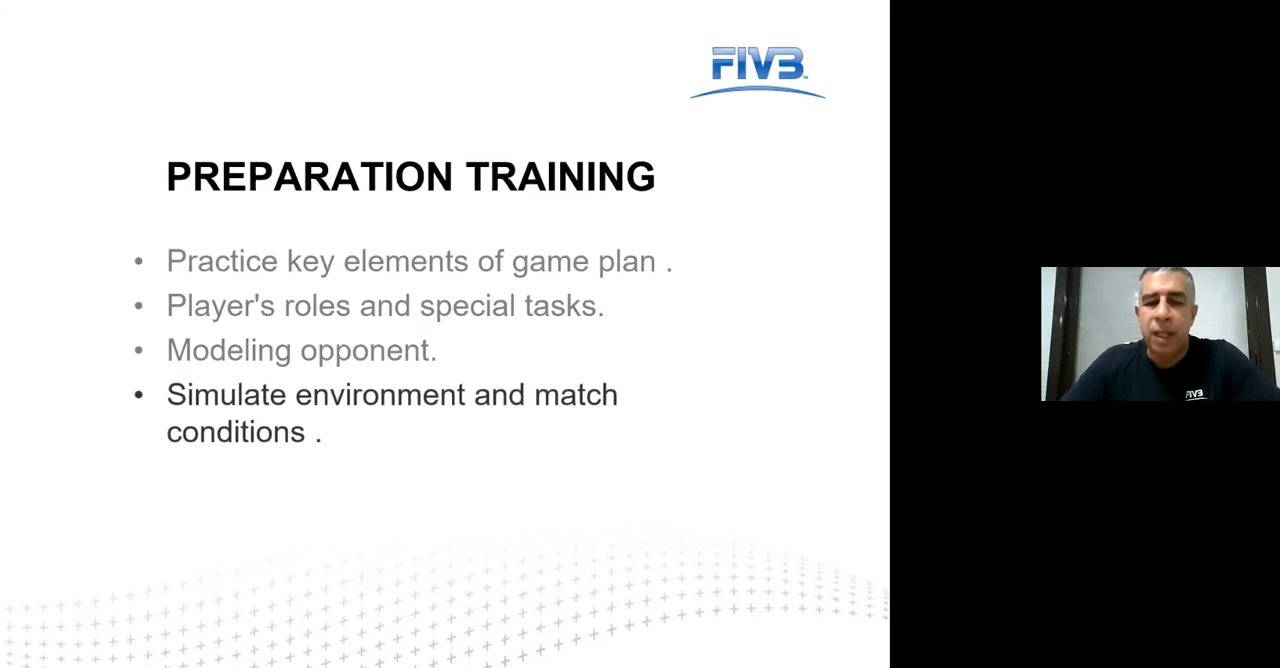 FIVB
PREPARATION TRAINING
• Practice key elements of game plan .
• Player's roles and special tasks.
• Modeling opponent.
• Simulate environment and match
conditions .
FIVB